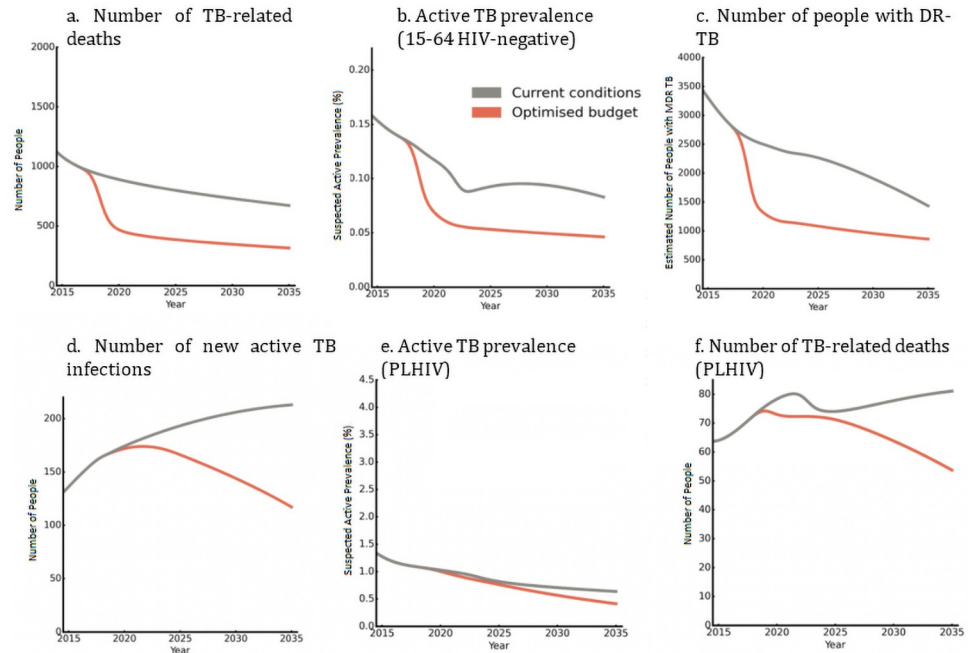 a. Number of TB-related
deaths
2000
1500
1000
500
0
Number of People
2015 2020 2025 2030 2035
Year
b. Active TB prevalence
(15-64 HIV-negative)
0.20
0.15
0.10
0.05
0.00
Suspected Active Prevalence (%)
Current conditions
Optimised budget
2015 2020 2025 2030 2035
Year
c. Number of people with DR-
TB
4000
3500
3000
2500
2000
1500
1000
500
0
Estimated Number of People with MDR TB
2015 2020 2025 2030 2035
Year
d. Number of new active TB
infections
200
150
100
50
0
Number of People
2015 2020 2025 2030 2035
Year
e. Active TB prevalence
(PLHIV)
4.5
4.0
3.5
3.0
2.5
2.0
1.5
1.0
0.5
0.0
Suspected Active Prevalence (%)
2015 2020 2025 2030 2035
Year
f. Number of TB-related deaths
(PLHIV)
80
70
60
50
40
30
20
10
0
Number of People
2015 2020 2025 2030 2035
Year